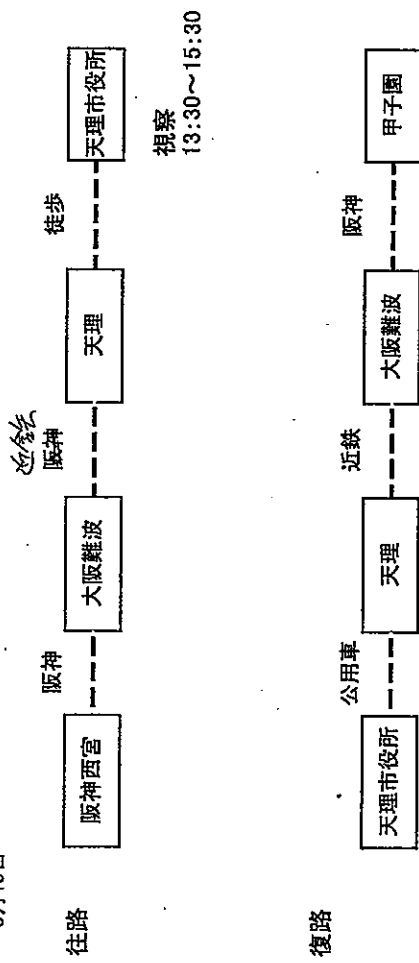 往路
阪神西宮
阪神
大阪難波
近鉄
阪神
天理
徒歩
天理市役所
視察
13:30~15:30
復路
天理市役所
公用車
天理
近鉄
大阪難波
阪神
甲子園